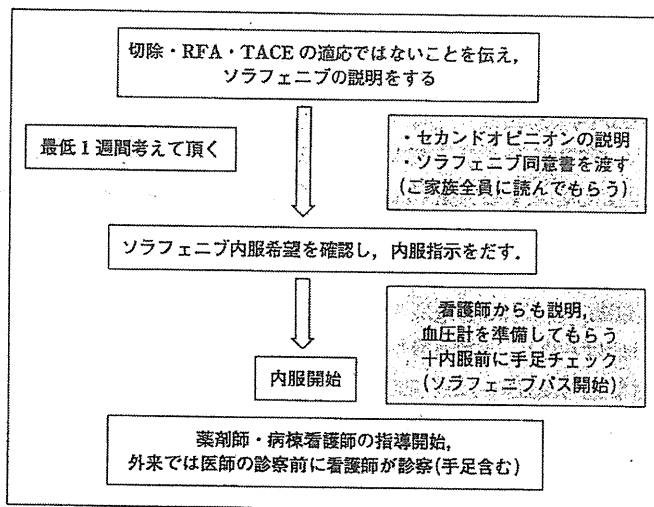 切除・RFA・TACEの適応ではないことを伝え,
ソラフェニブの説明をする
最低1週間考えて頂く
・セカンドオピニオンの説明
・ソラフェニブ同意書を渡す
(ご家族全員に読んでもらう)
ソラフェニブ内服希望を確認し, 内服指示をだす.
看護師からも説明,
血圧計を準備してもらう
+内服前に手足チェック
(ソラフェニブパス開始)
内服開始
薬剤師・病棟看護師の指導開始,
外来では医師の診察前に看護師が診察(手足含む)